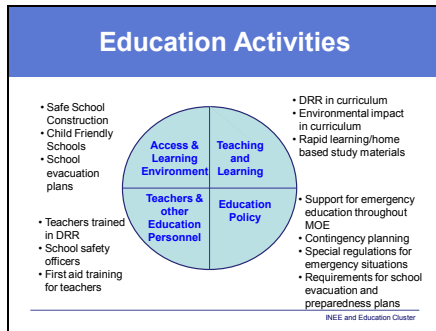 Education Activities
• Safe School
Construction
• Child Friendly
Schools
• School
evacuation
plans
• DRR in curriculum
• Environmental impact
in curriculum
• Rapid learning/home
based study materials
Access &
Learning
Environment
Teaching
and
Learning
Teachers &
other
Education
Personnel
Education
Policy
• Teachers trained
in DRR
• School safety
officers
• First aid training
for teachers
• Support for emergency
education throughout
MOE
• Contingency planning
• Special regulations for
emergency situations
• Requirements for school
evacuation and
preparedness plans
INEE and Education Cluster